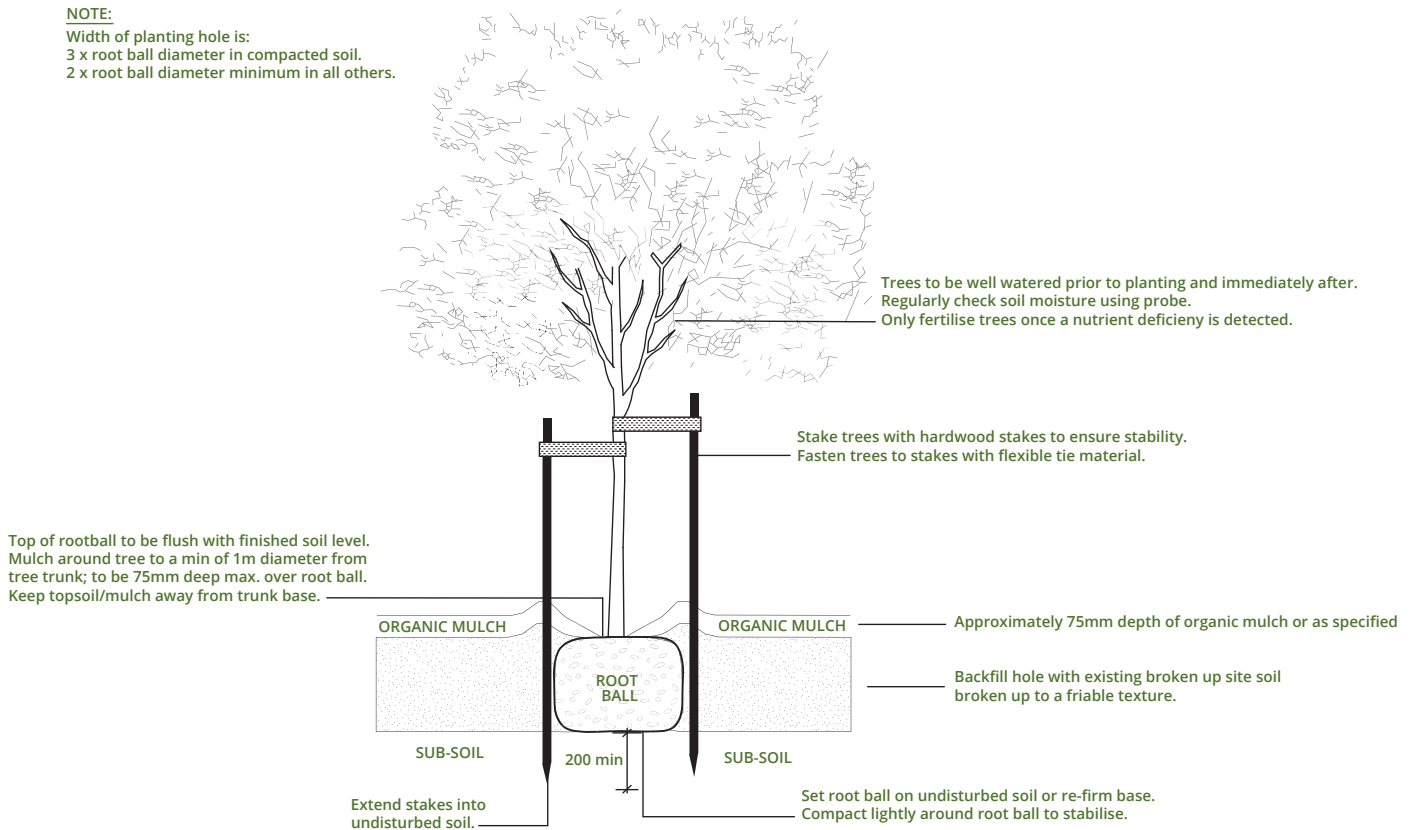 NOTE:
Width of planting hole is:
3 x root ball diameter in compacted soil.
2 x root ball diameter minimum in all others.
Trees to be well watered prior to planting and immediately after.
Regularly check soil moisture using probe.
Only fertilise trees once a nutrient deficieny is detected.
Stake trees with hardwood stakes to ensure stability.
Fasten trees to stakes with flexible tie material.
Top of rootball to be flush with finished soil level.
Mulch around tree to a min of 1m diameter from
tree trunk; to be 75mm deep max. over root ball.
Keep topsoil/mulch away from trunk base.
ORGANIC MULCH
ORGANIC MULCH
Approximately 75mm depth of organic mulch or as specified
ROOT
BALL
Backfill hole with existing broken up site soil
broken up to a friable texture.
SUB-SOIL
200 min
SUB-SOIL
Extend stakes into
undisturbed soil.
Set root ball on undisturbed soil or re-firm base.
Compact lightly around root ball to stabilise.